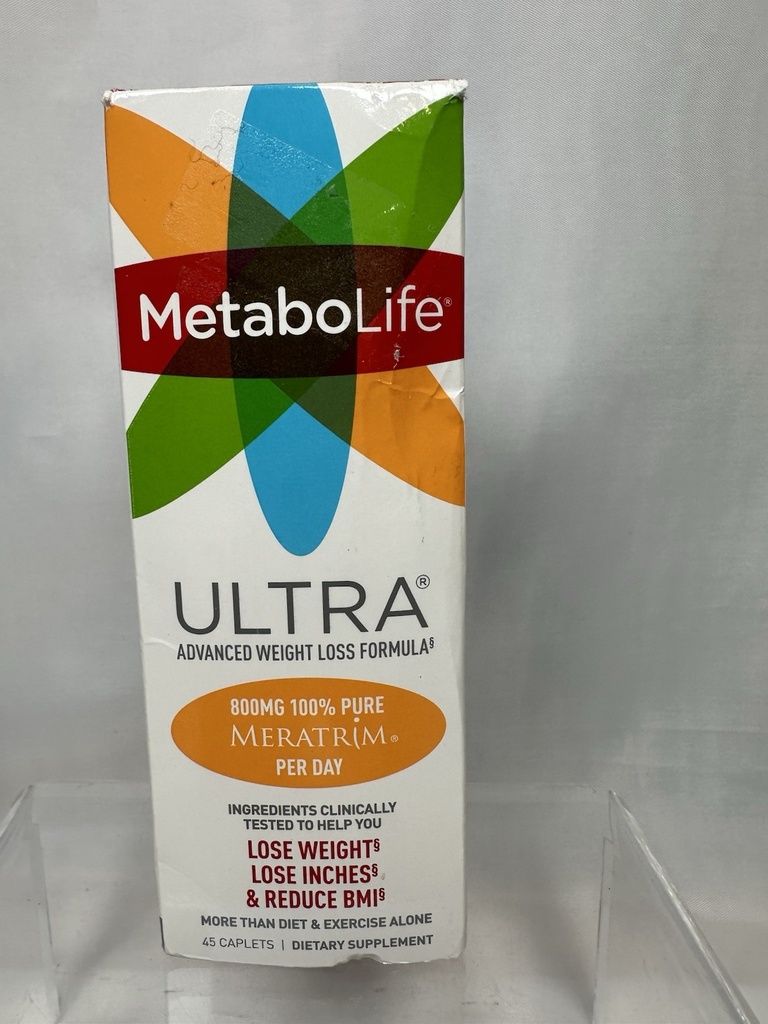 MetaboLife®
ULTRA®
ADVANCED WEIGHT LOSS FORMULA§
800MG 100% PURE
MERATRIM®
PER DAY
INGREDIENTS CLINICALLY
TESTED TO HELP YOU
LOSE WEIGHT§
LOSE INCHES§
& REDUCE BMI§
MORE THAN DIET & EXERCISE ALONE
45 CAPLETS | DIETARY SUPPLEMENT